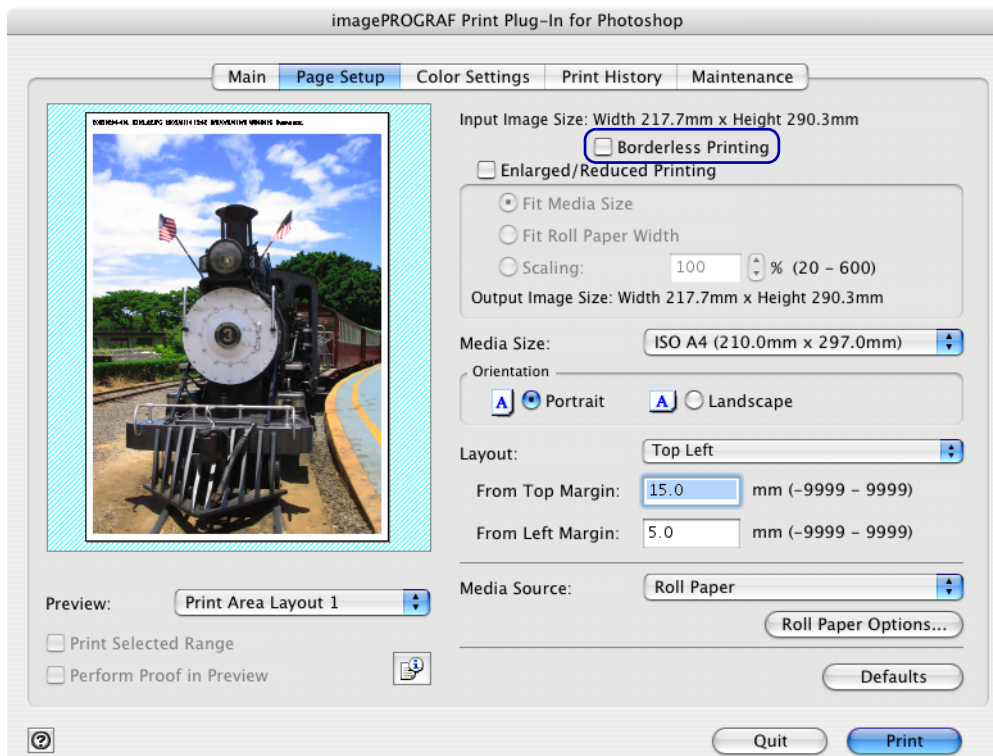 imagePROGRAF Print Plug-In for Photoshop
Main Page Setup Color Settings Print History Maintenance
Input Image Size: Width 217.7mm x Height 290.3mm
Borderless Printing
Enlarged/Reduced Printing
Fit Media Size
Fit Roll Paper Width
Scaling: 100 % (20 - 600)
Output Image Size: Width 217.7mm x Height 290.3mm
3
Media Size: ISO A4 (210.0mm x 297.0mm)
Orientation
A Portrait A Landscape
Layout: Top Left
From Top Margin: 15.0 mm (-9999 - 9999)
From Left Margin: 5.0 mm (-9999 - 9999)
Media Source: Roll Paper
Roll Paper Options...
Preview: Print Area Layout 1
Print Selected Range
Perform Proof in Preview
Defaults
? Quit Print